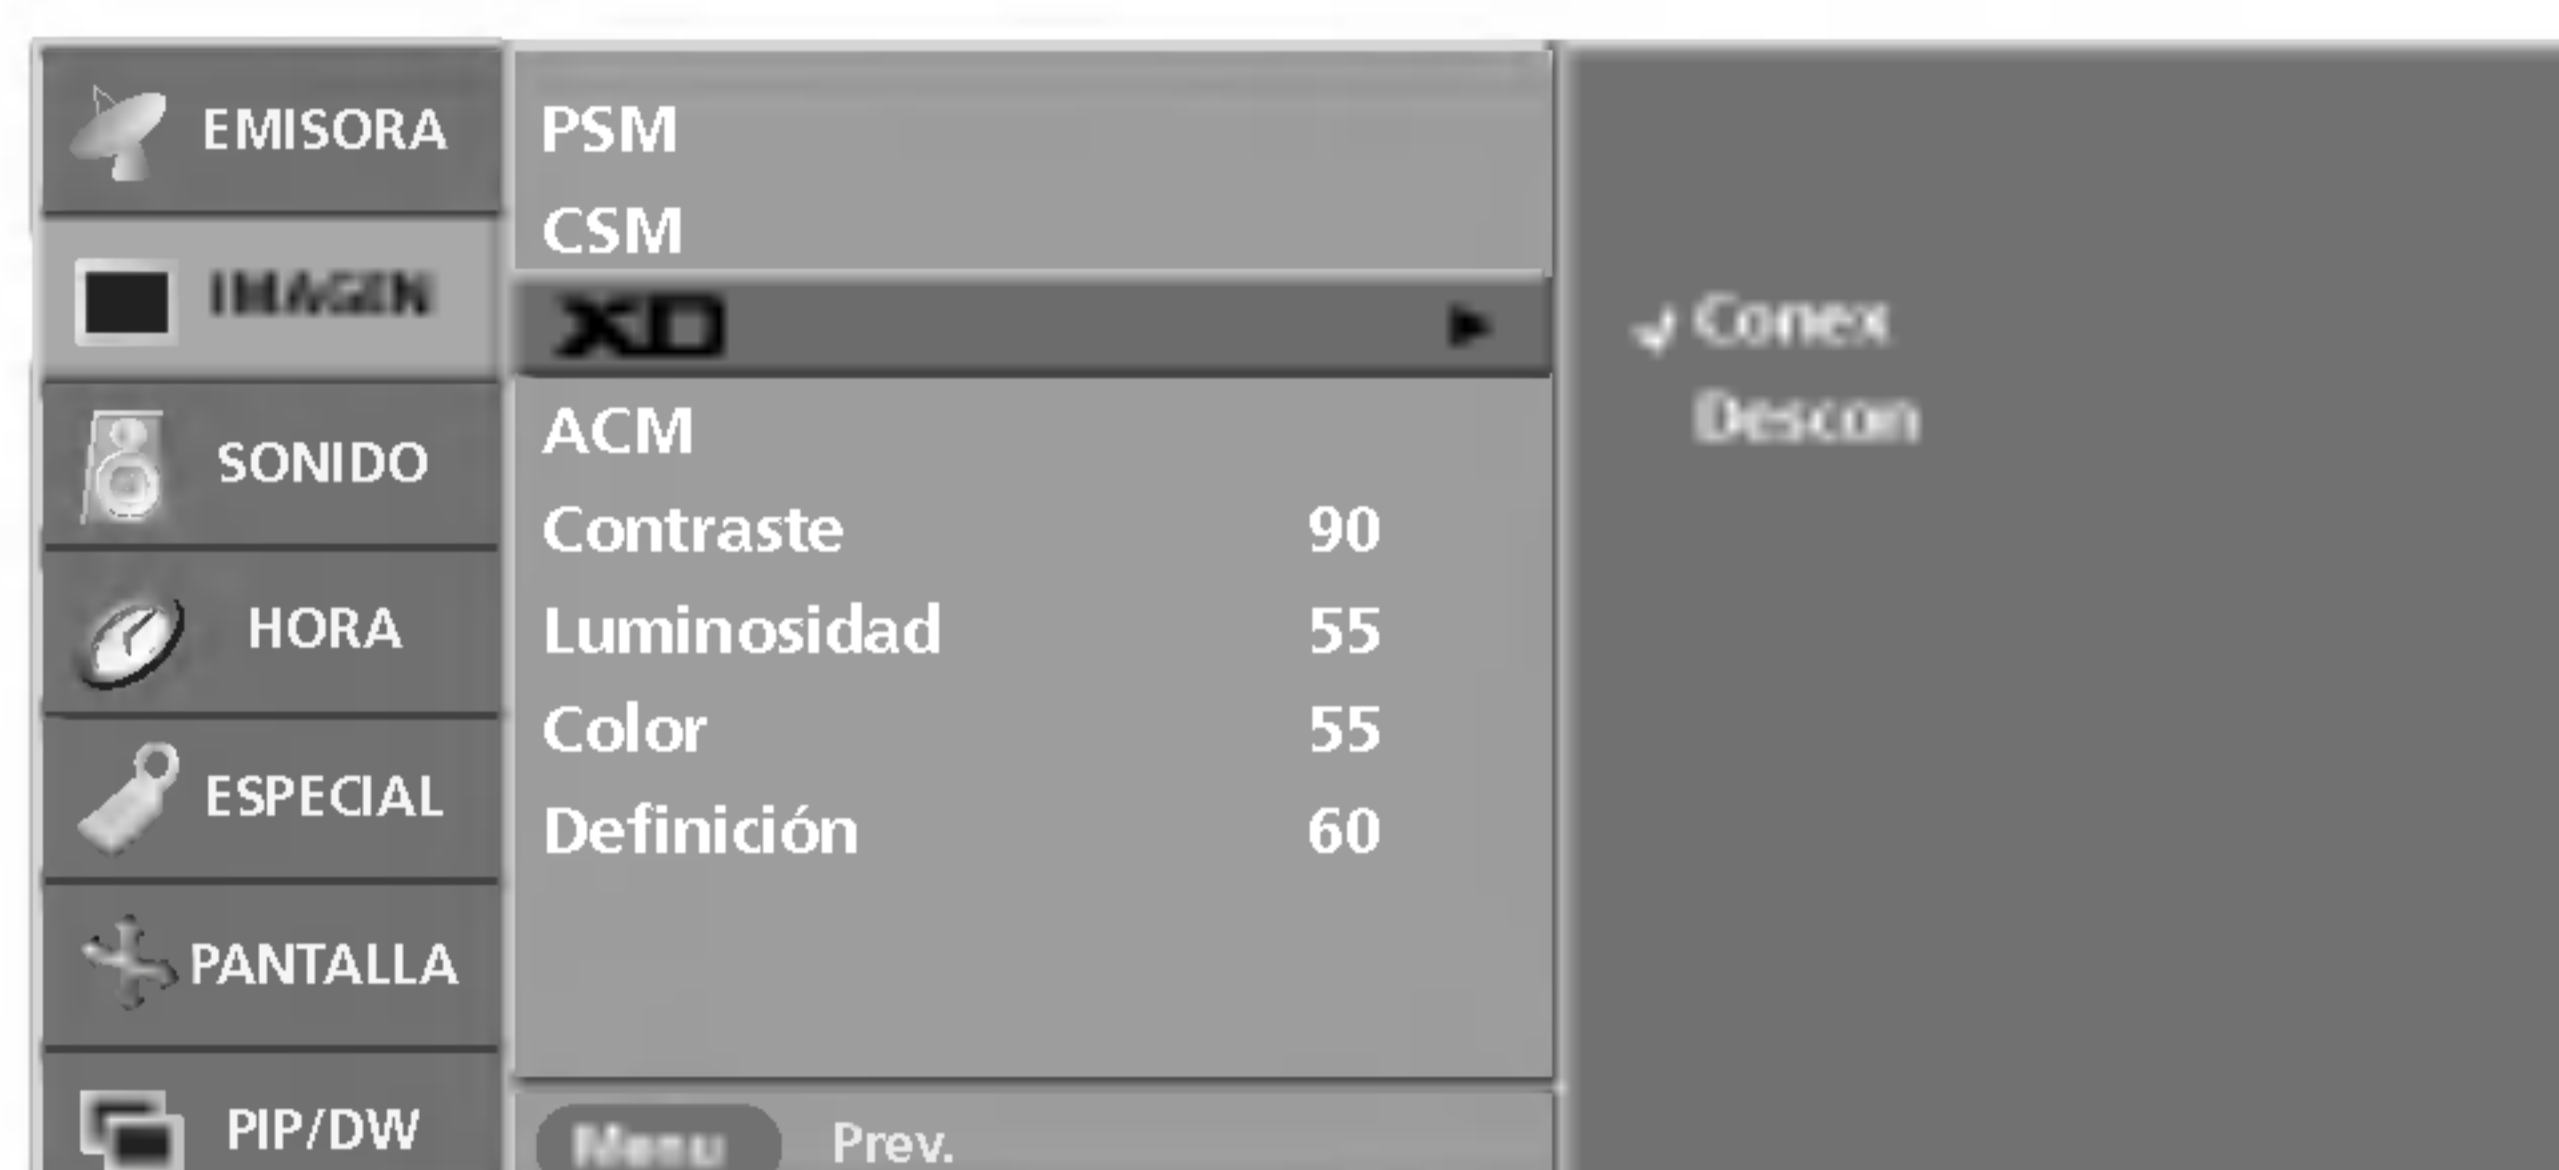 EMISORA
IMAGEN
SONIDO
HORA
ESPECIAL
PANTALLA
PIP/DW
PSM
CSM
XD
ACM
Contraste 90
Luminosidad 55
Color 55
Definición 60
Menu Prev.
Conex
Descon